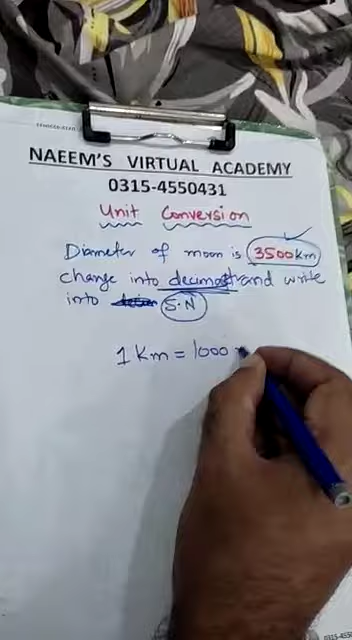 NAEEM'S VIRTUAL ACADEMY
0315-4550431
Unit Conversion
Diameter of moon is 3500km
change into and write
into S.N
1 Km = 1000